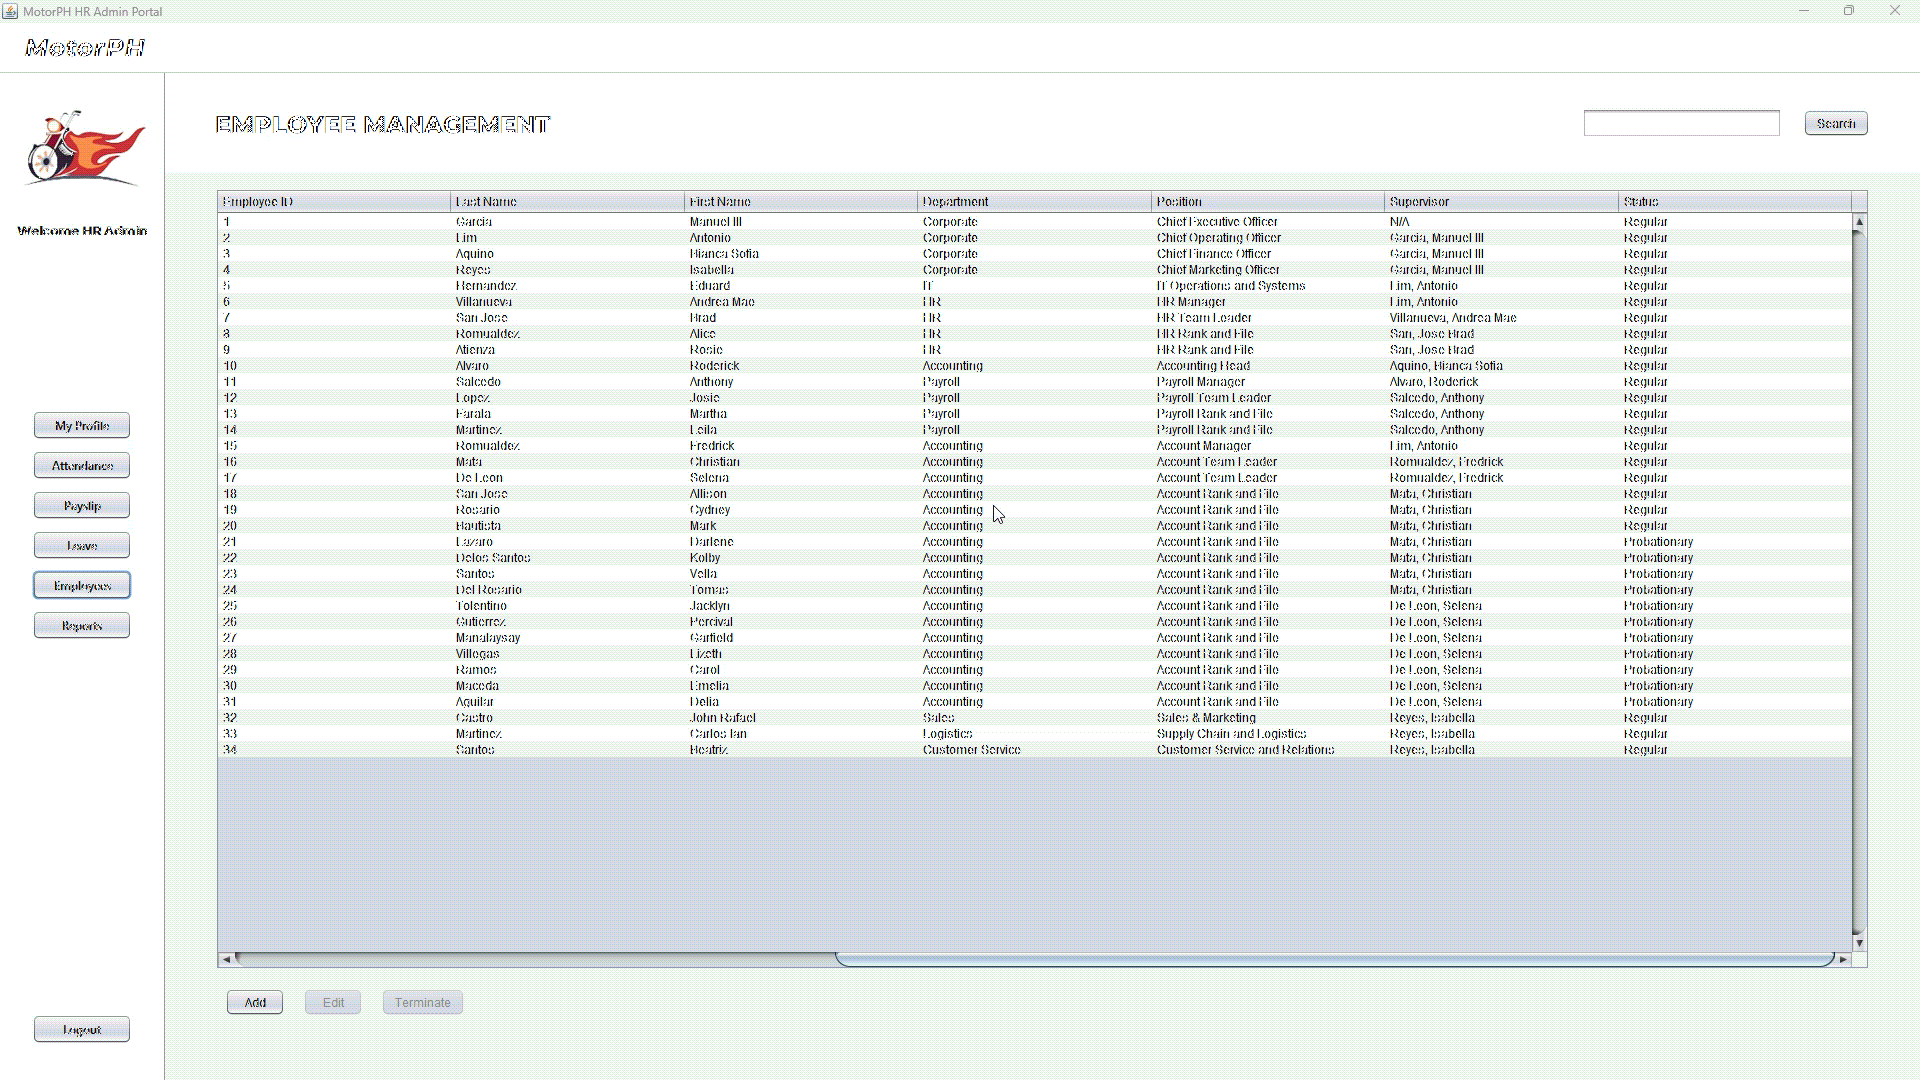 MotorPH HR Admin Portal
MotorPH
EMPLOYEE MANAGEMENT
Search
Welcome HR Admin
My Profile
Attendance
Payslip
Leave
Employees
Reports
Logout
Employee ID Last Name First Name Department Position Supervisor Status
1 Garcia Manuel III Corporate Chief Executive Officer N/A Regular
2 Lim Antonio Corporate Chief Operating Officer Garcia, Manuel III Regular
3 Aquino Bianca Sofia Corporate Chief Finance Officer Garcia, Manuel III Regular
4 Reyes Isabella Corporate Chief Marketing Officer Garcia, Manuel III Regular
5 Hernandez Eduard IT IT Operations and Systems Lim, Antonio Regular
6 Villanueva Andrea Mae HR HR Manager Lim, Antonio Regular
7 San Jose Brad HR HR Team Leader Villanueva, Andrea Mae Regular
8 Romualdez Alice HR HR Rank and File San, Jose Brad Regular
9 Atienza Rosie HR HR Rank and File San, Jose Brad Regular
10 Alvaro Roderick Accounting Accounting Head Aquino, Bianca Sofia Regular
11 Salcedo Anthony Payroll Payroll Manager Alvaro, Roderick Regular
12 Lopez Josie Payroll Payroll Team Leader Salcedo, Anthony Regular
13 Farala Martha Payroll Payroll Rank and File Salcedo, Anthony Regular
14 Martinez Leila Payroll Payroll Rank and File Salcedo, Anthony Regular
15 Romualdez Fredrick Accounting Account Manager Lim, Antonio Regular
16 Mata Christian Accounting Account Team Leader Romualdez, Fredrick Regular
17 De Leon Selena Accounting Account Team Leader Romualdez, Fredrick Regular
18 San Jose Allison Accounting Account Rank and File Mata, Christian Regular
19 Rosario Cydney Accounting Account Rank and File Mata, Christian Regular
20 Bautista Mark Accounting Account Rank and File Mata, Christian Regular
21 Lazaro Darlene Accounting Account Rank and File Mata, Christian Probationary
22 Delos Santos Kolby Accounting Account Rank and File Mata, Christian Probationary
23 Santos Vella Accounting Account Rank and File Mata, Christian Probationary
24 Del Rosario Tomas Accounting Account Rank and File Mata, Christian Probationary
25 Tolentino Jacklyn Accounting Account Rank and File De Leon, Selena Probationary
26 Gutierrez Percival Accounting Account Rank and File De Leon, Selena Probationary
27 Manalaysay Garfield Accounting Account Rank and File De Leon, Selena Probationary
28 Villegas Lizeth Accounting Account Rank and File De Leon, Selena Probationary
29 Ramos Carol Accounting Account Rank and File De Leon, Selena Probationary
30 Maceda Emelia Accounting Account Rank and File De Leon, Selena Probationary
31 Aguilar Delia Accounting Account Rank and File De Leon, Selena Probationary
32 Castro John Rafael Sales Sales & Marketing Reyes, Isabella Regular
33 Martinez Carlos Ian Logistics Supply Chain and Logistics Reyes, Isabella Regular
34 Santos Beatriz Customer Service Customer Service and Relations Reyes, Isabella Regular
Add Edit Terminate